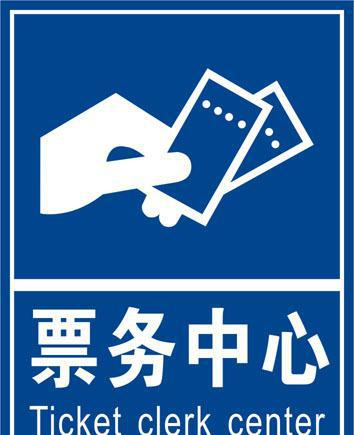 票务中心
Ticket clerk center